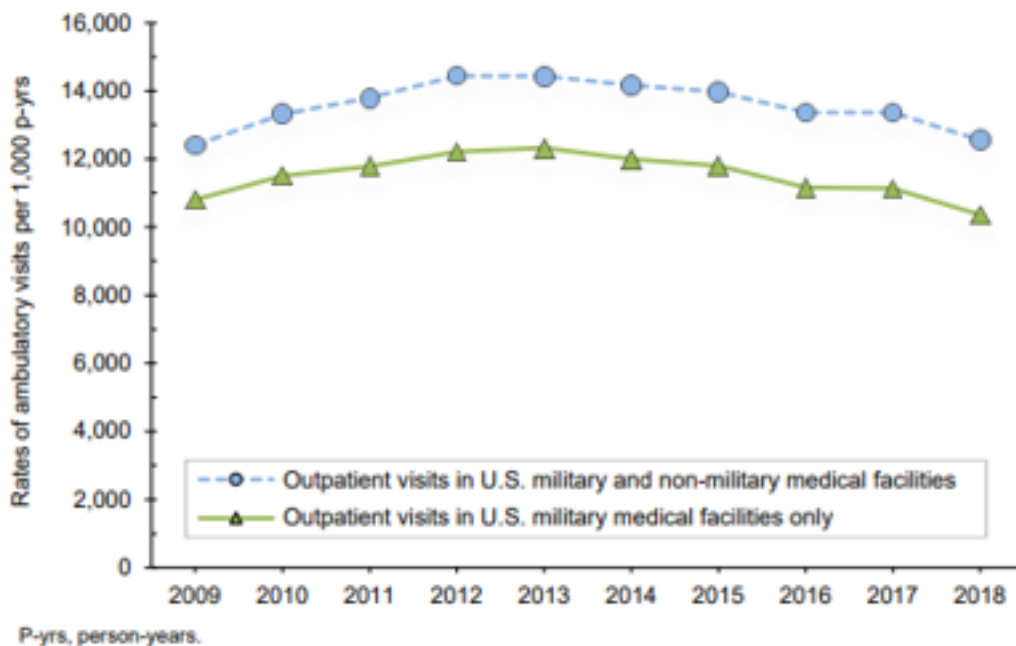 Rates of ambulatory visits per 1,000 p-yrs
16,000
14,000
12,000
10,000
8,000
6,000
4,000
2,000
0
Outpatient visits in U.S. military and non-military medical facilities
Outpatient visits in U.S. military medical facilities only
2009 2010 2011 2012 2013 2014 2015 2016 2017 2018
P-yrs, person-years.